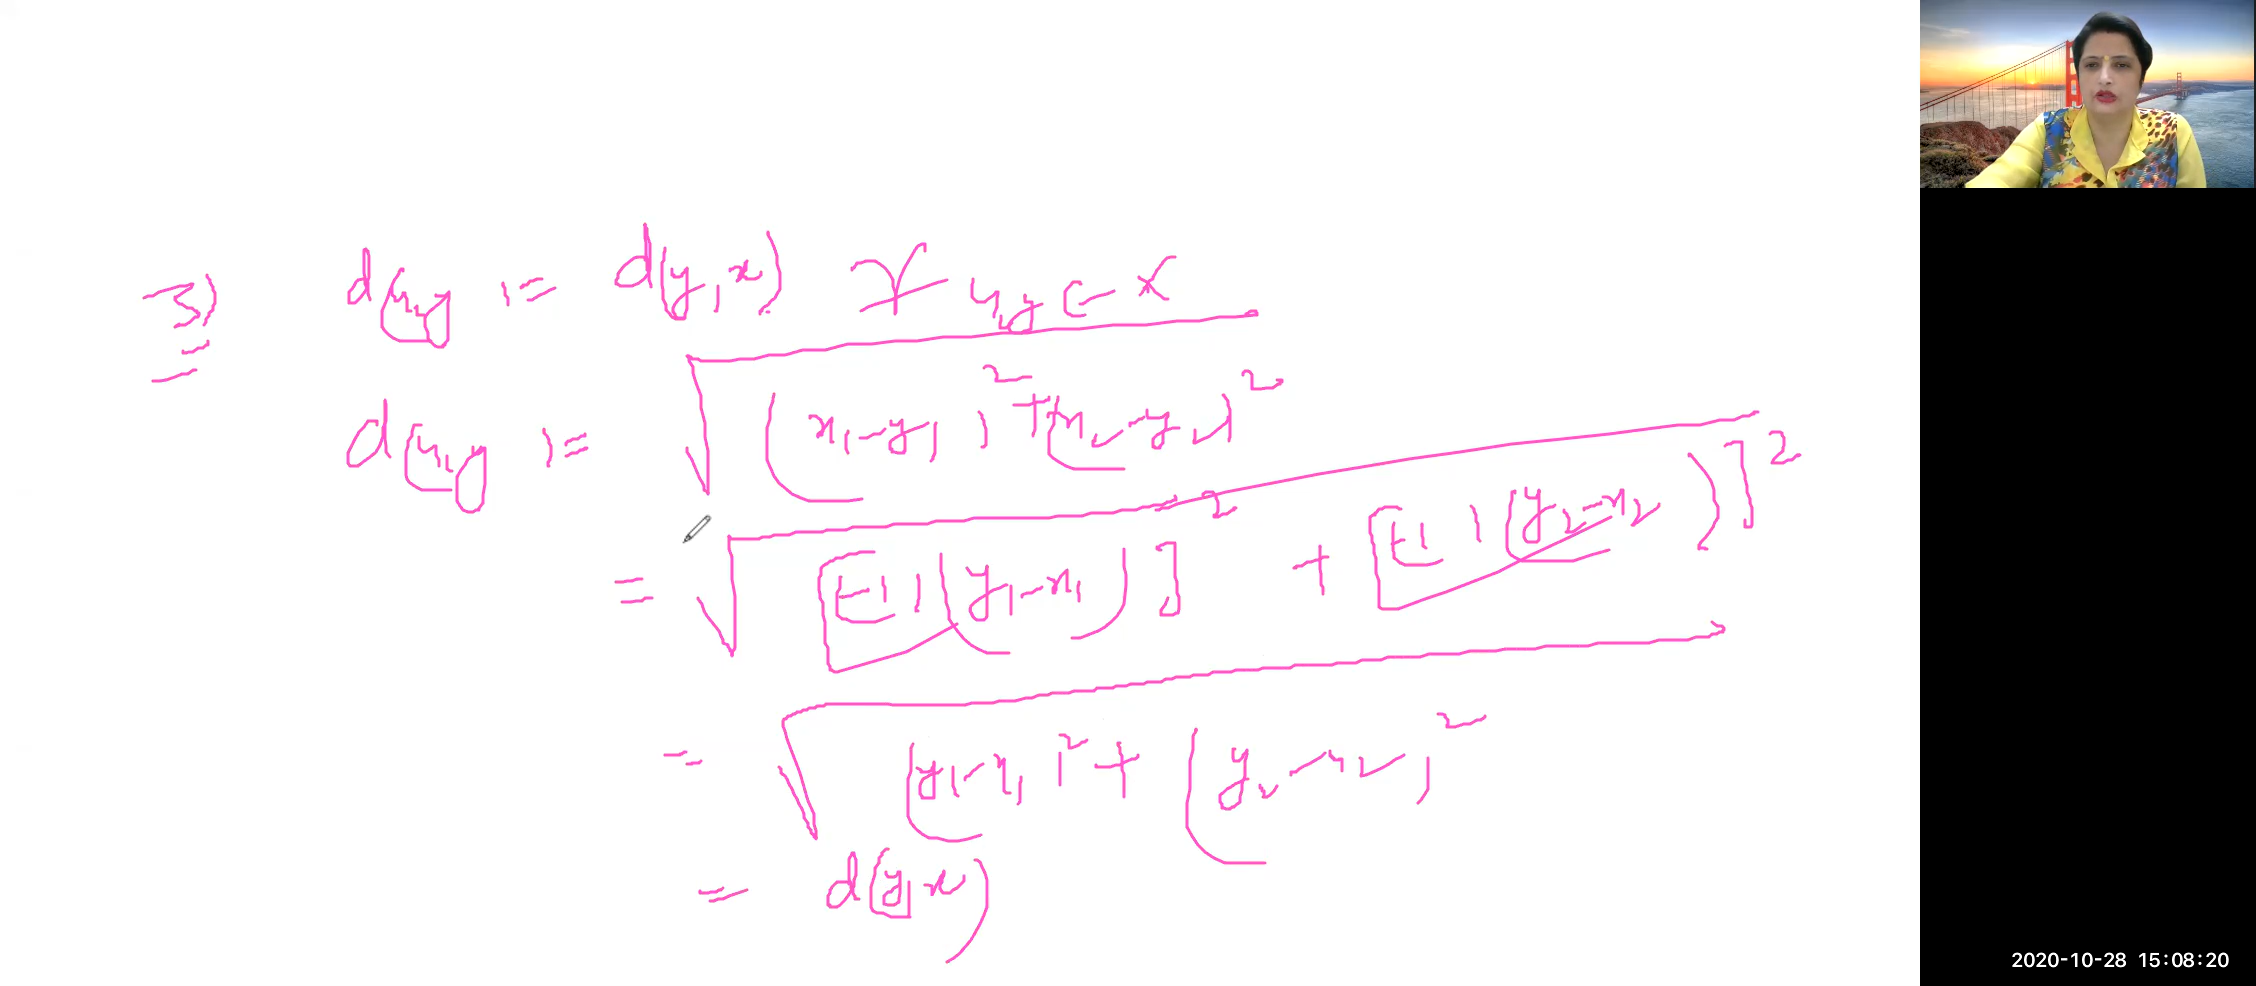 3) d(x,y) = d(y,x) ∀ x,y ∈ X
d(x,y) = √((x₁-y₁)² + (x₂-y₂)²)
= √([(-1)(y₁-x₁)]² + [(-1)(y₂-x₂)]²)
= √((y₁-x₁)² + (y₂-x₂)²)
= d(y,x)
2020-10-28 15:08:20